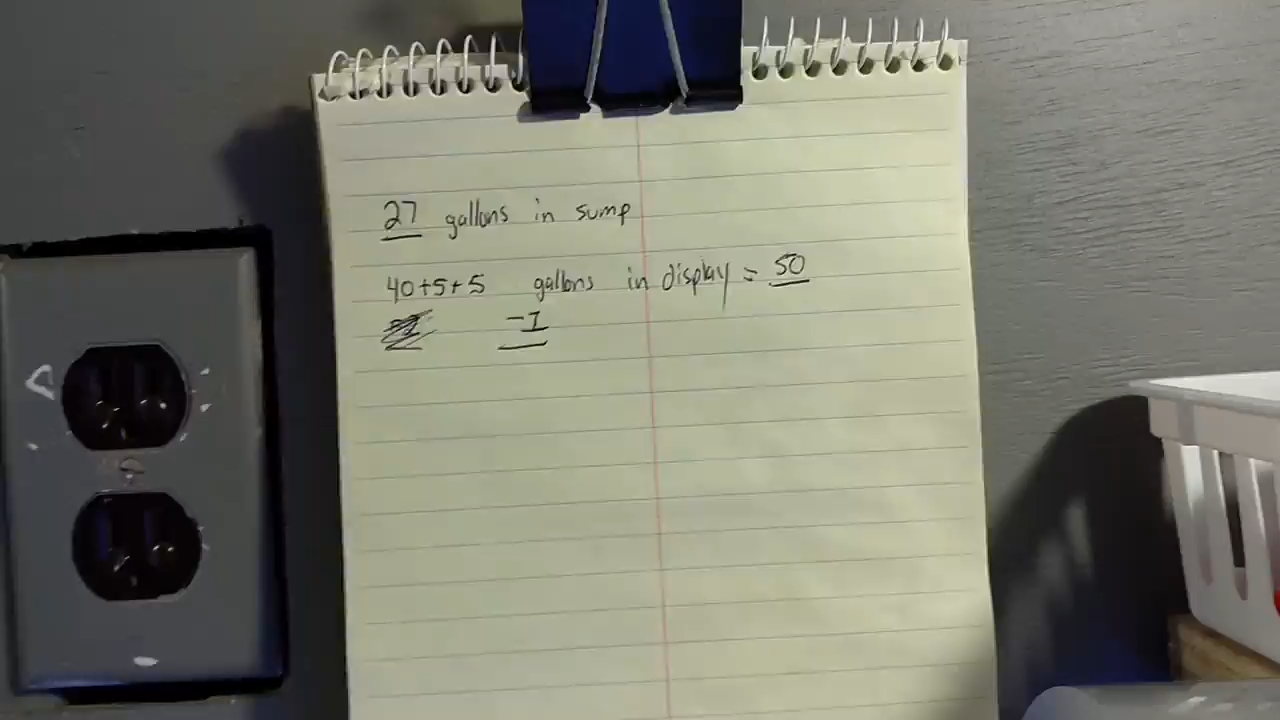 27 gallons in sump
40+5+5 gallons in display = 50
-1